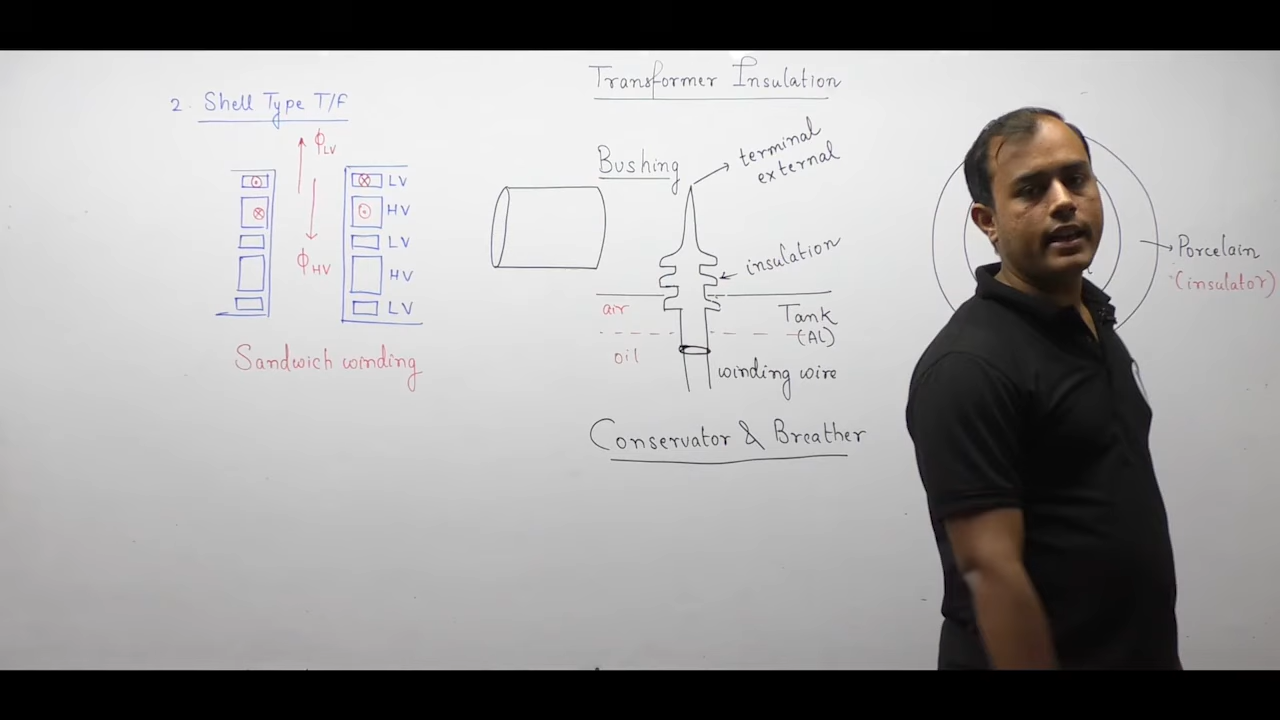 2. Shell Type T/F
ϕLV
LV
HV
LV
HV
LV
ϕHV
Sandwich winding
Transformer Insulation
Bushing
terminal
external
insulation
air
Tank
(AL)
oil
winding wire
Conservator & Breather
Porcelain
(insulator)